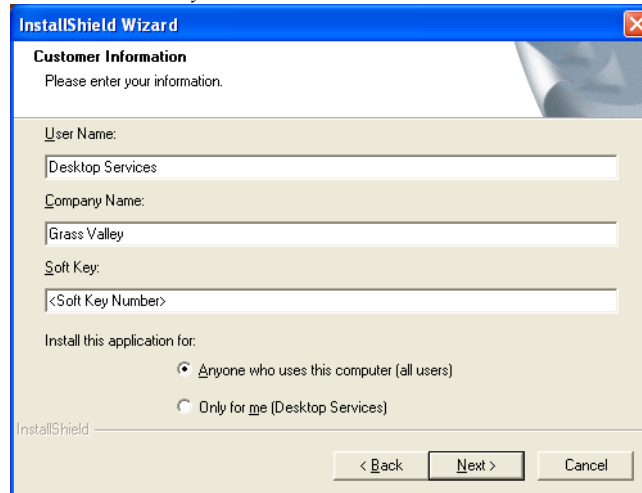 InstallShield Wizard
Customer Information
Please enter your information.
User Name:
Desktop Services
Company Name:
Grass Valley
Soft Key:
<Soft Key Number>
Install this application for:
Anyone who uses this computer (all users)
Only for me (Desktop Services)
InstallShield
< Back Next > Cancel